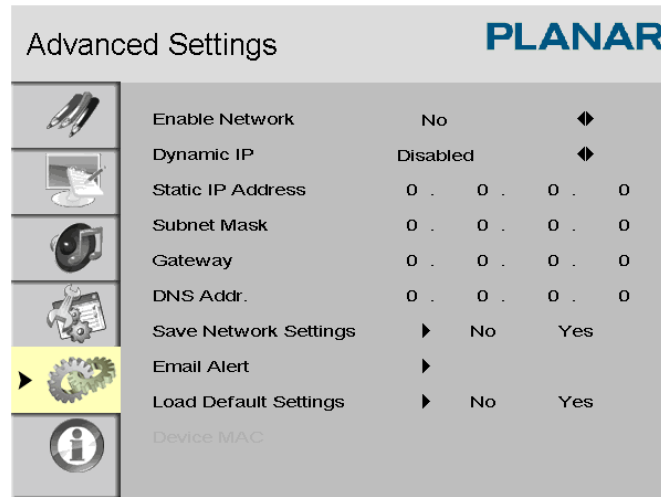 Advanced Settings
PLANAR
Enable Network No
Dynamic IP Disabled
Static IP Address 0 . 0 . 0 . 0
Subnet Mask 0 . 0 . 0 . 0
Gateway 0 . 0 . 0 . 0
DNS Addr. 0 . 0 . 0 . 0
Save Network Settings No Yes
Email Alert
Load Default Settings No Yes
Device MAC